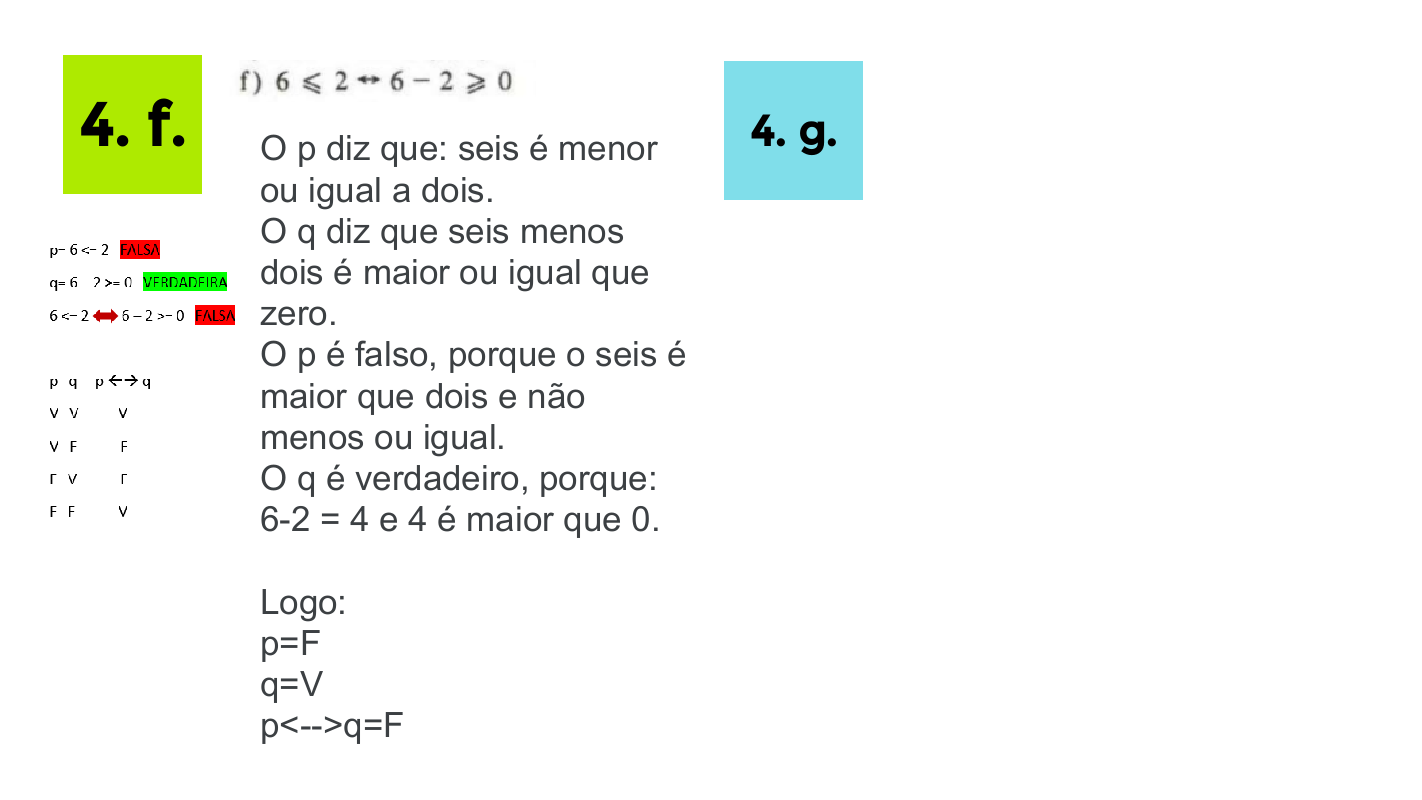 4. f.
f) 6 ⩽ 2 ↔ 6 − 2 ⩾ 0
O p diz que: seis é menor
ou igual a dois.
O q diz que seis menos
dois é maior ou igual que
zero.
O p é falso, porque o seis é
maior que dois e não
menos ou igual.
O q é verdadeiro, porque:
6-2 = 4 e 4 é maior que 0.
Logo:
p=F
q=V
p<-->q=F
p= 6 <= 2 FALSA
q= 6 2 >= 0 VERDADEIRA
6 <= 2 ↔ 6 – 2 >= 0 FALSA
p q p ←→ q
V V V
V F F
F V F
F F V
4. g.